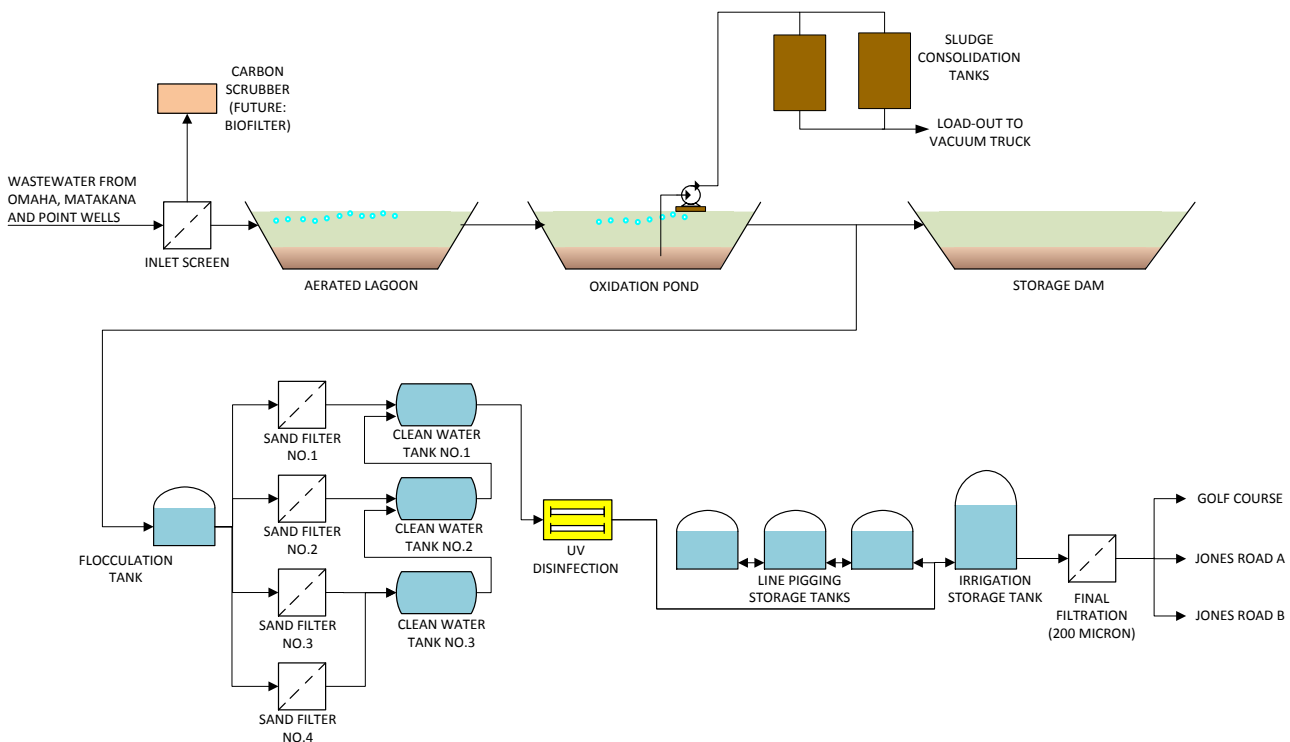 CARBON
SCRUBBER
(FUTURE:
BIOFILTER)
SLUDGE
CONSOLIDATION
TANKS
LOAD-OUT TO
VACUUM TRUCK
WASTEWATER FROM
OMAHA, MATAKANA
AND POINT WELLS
INLET SCREEN
AERATED LAGOON
OXIDATION POND
STORAGE DAM
SAND FILTER
NO.1
CLEAN WATER
TANK NO.1
SAND FILTER
NO.2
CLEAN WATER
TANK NO.2
FLOCCULATION
TANK
SAND FILTER
NO.3
CLEAN WATER
TANK NO.3
SAND FILTER
NO.4
UV
DISINFECTION
LINE PIGGING
STORAGE TANKS
IRRIGATION
STORAGE TANK
FINAL
FILTRATION
(200 MICRON)
GOLF COURSE
JONES ROAD A
JONES ROAD B